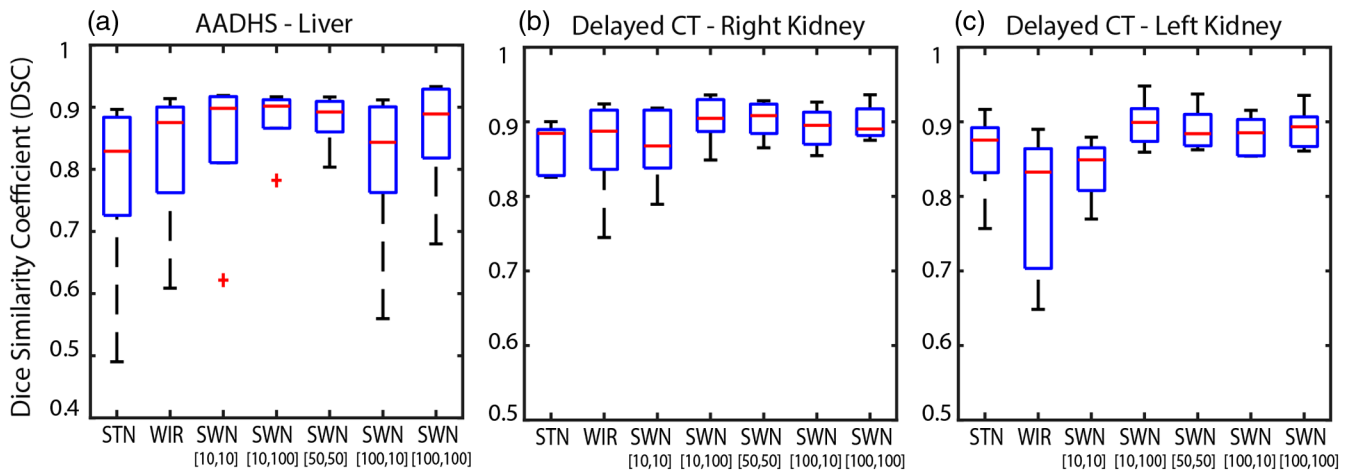 (a) AADHS - Liver
Dice Similarity Coefficient (DSC)
1
0.9
0.8
0.7
0.6
0.5
0.4
STN WIR SWN SWN SWN SWN SWN
[10,10] [10,100] [50,50] [100,10] [100,100]
(b) Delayed CT - Right Kidney
1
0.9
0.8
0.7
0.6
0.5
STN WIR SWN SWN SWN SWN SWN
[10,10] [10,100] [50,50] [100,10] [100,100]
(c) Delayed CT - Left Kidney
1
0.9
0.8
0.7
0.6
0.5
STN WIR SWN SWN SWN SWN SWN
[10,10] [10,100] [50,50] [100,10] [100,100]